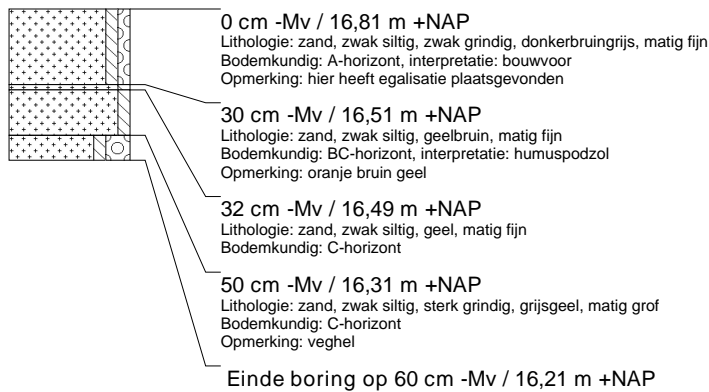 0 cm -Mv / 16,81 m +NAP
Lithologie: zand, zwak siltig, zwak grindig, donkerbruingrijs, matig fijn
Bodemkundig: A-horizont, interpretatie: bouwvoor
Opmerking: hier heeft egalisatie plaatsgevonden
30 cm -Mv / 16,51 m +NAP
Lithologie: zand, zwak siltig, geelbruin, matig fijn
Bodemkundig: BC-horizont, interpretatie: humuspodzol
Opmerking: oranje bruin geel
32 cm -Mv / 16,49 m +NAP
Lithologie: zand, zwak siltig, geel, matig fijn
Bodemkundig: C-horizont
50 cm -Mv / 16,31 m +NAP
Lithologie: zand, zwak siltig, sterk grindig, grijsgeel, matig grof
Bodemkundig: C-horizont
Opmerking: veghel
Einde boring op 60 cm -Mv / 16,21 m +NAP